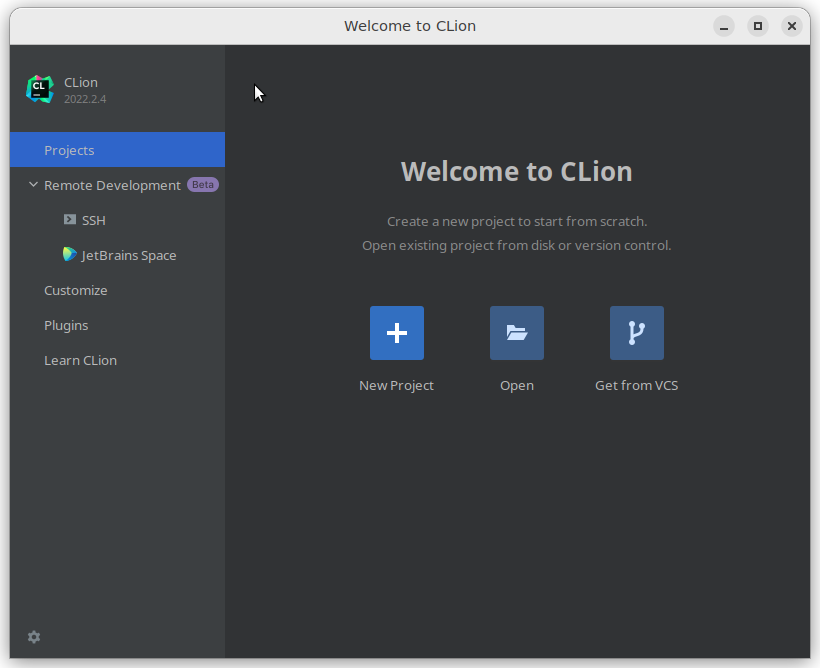 Welcome to CLion
CL
CLion
2022.2.4
Projects
Remote Development Beta
SSH
JetBrains Space
Customize
Plugins
Learn CLion
Welcome to CLion
Create a new project to start from scratch.
Open existing project from disk or version control.
New Project
Open
Get from VCS